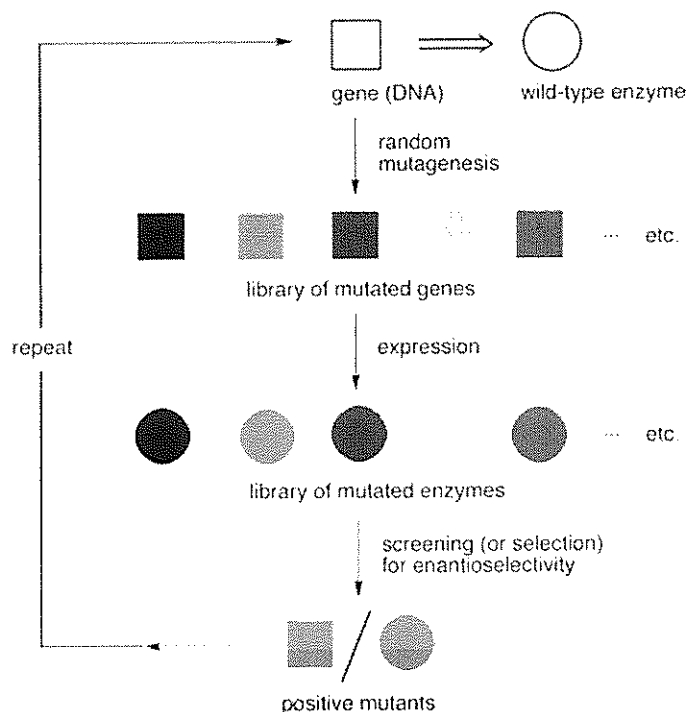 gene (DNA)
wild-type enzyme
random
mutagenesis
... etc.
library of mutated genes
repeat
expression
... etc.
library of mutated enzymes
screening (or selection)
for enantioselectivity
positive mutants